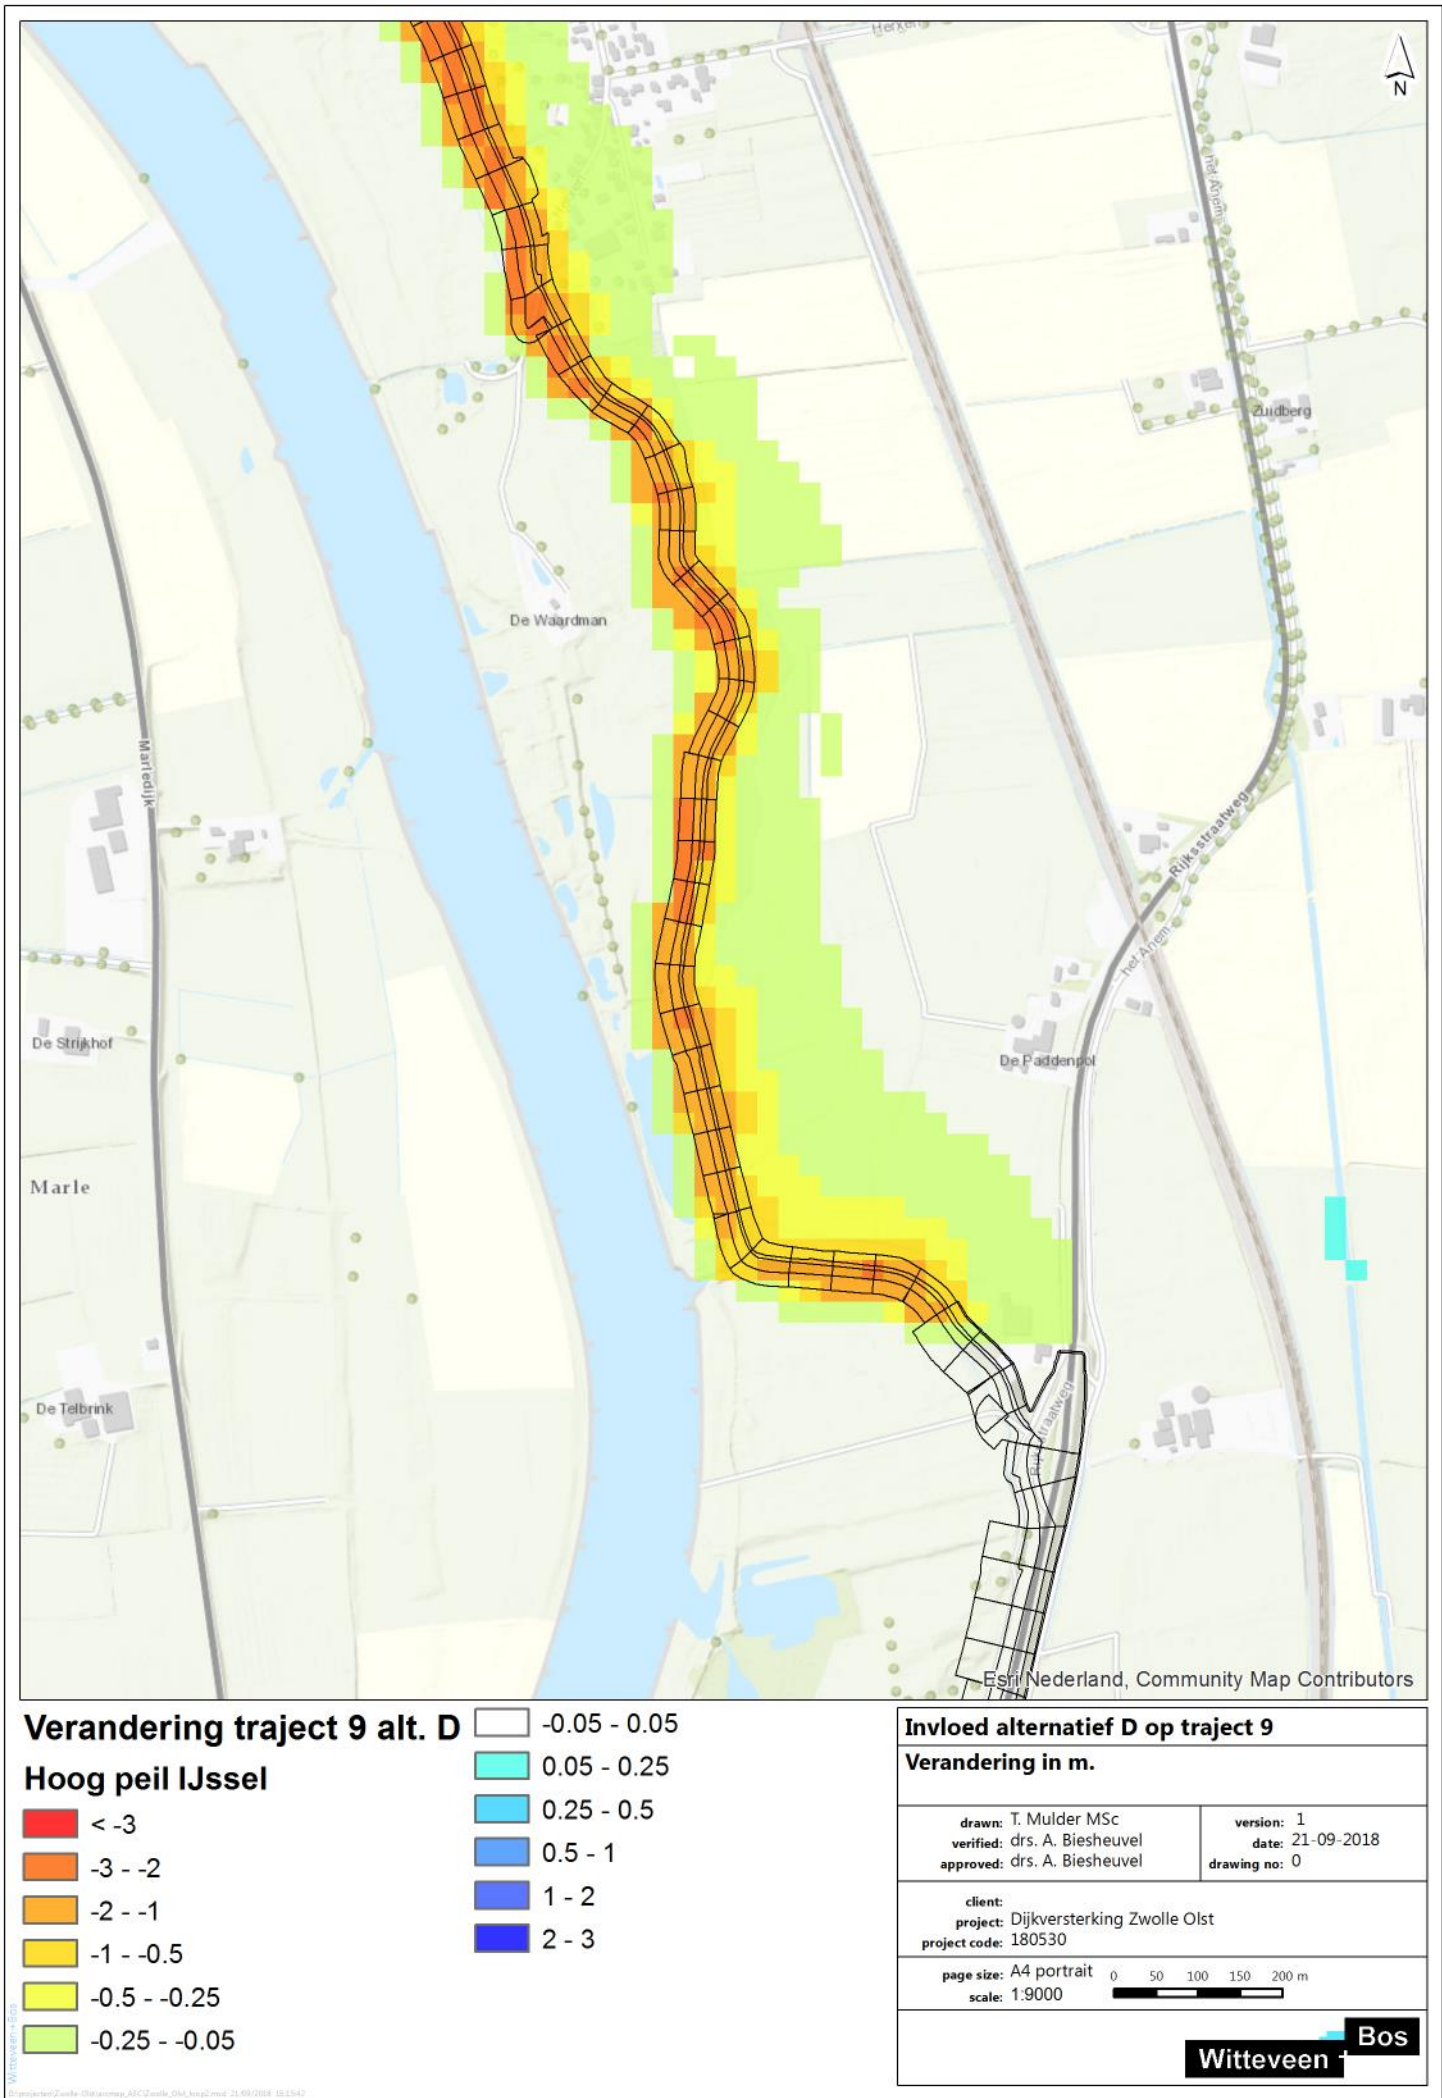 Herxen
N
het Anem
Zuidberg
De Waardman
Marledijk
Rijksstraatweg
het Anem
De Strijkhof
De Paddenpol
Marle
De Telbrink
Esri Nederland, Community Map Contributors
Verandering traject 9 alt. D
Hoog peil IJssel
< -3
-3 - -2
-2 - -1
-1 - -0.5
-0.5 - -0.25
-0.25 - -0.05
-0.05 - 0.05
0.05 - 0.25
0.25 - 0.5
0.5 - 1
1 - 2
2 - 3
Invloed alternatief D op traject 9
Verandering in m.
drawn: T. Mulder MSc
verified: drs. A. Biesheuvel
approved: drs. A. Biesheuvel
version: 1
date: 21-09-2018
drawing no: 0
client:
project: Dijkversterking Zwolle Olst
project code: 180530
page size: A4 portrait
scale: 1:9000
0 50 100 150 200 m
Witteveen + Bos
Witteveen+Bos